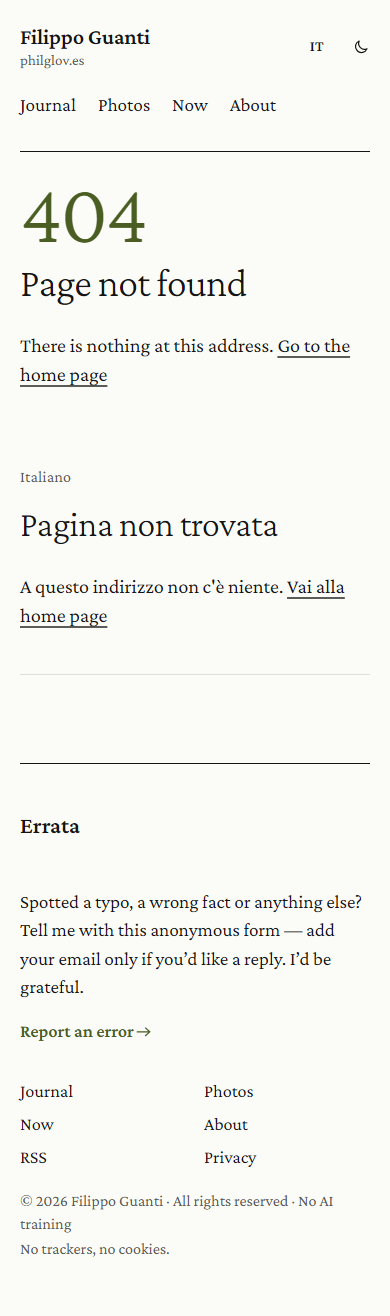 Filippo Guanti
philglov.es
IT
Journal Photos Now About
404
Page not found
There is nothing at this address. Go to the
home page
Italiano
Pagina non trovata
A questo indirizzo non c'è niente. Vai alla
home page
Errata
Spotted a typo, a wrong fact or anything else?
Tell me with this anonymous form — add
your email only if you’d like a reply. I’d be
grateful.
Report an error →
Journal Photos
Now About
RSS Privacy
© 2026 Filippo Guanti · All rights reserved · No AI
training
No trackers, no cookies.